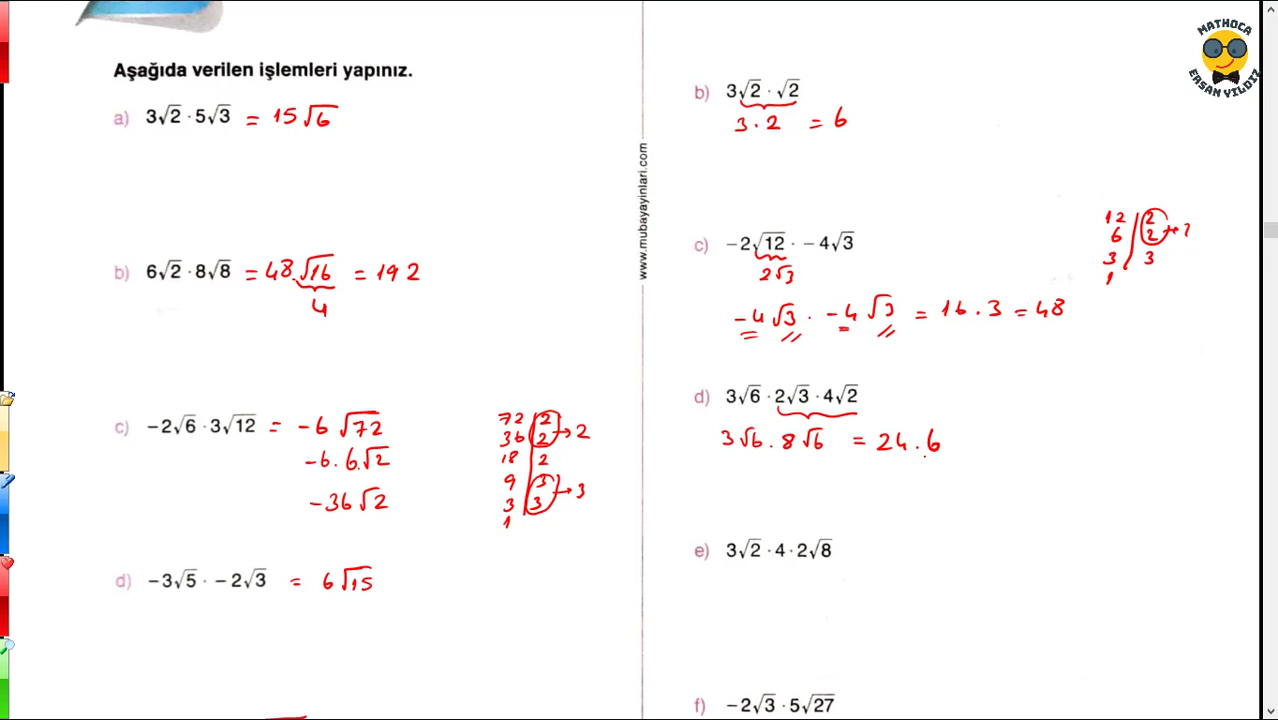 Aşağıda verilen işlemleri yapınız.
a) 3√2 · 5√3 = 15√6
b) 6√2 · 8√8 = 48.√16 = 192
4
c) -2√6 · 3√12 = -6√72
-6.6.√2
-36√2
72 2
36 2 → 2
18 2
9 3
3 3 → 3
1
d) -3√5 · -2√3 = 6√15
www.mubayayinlari.com
b) 3√2 · √2
3 . 2 = 6
c) -2√12 · -4√3
2√3
-4√3 . -4√3 = 16 . 3 = 48
12 2
6 2 →
3 3
1
d) 3√6 · 2√3 · 4√2
3√6 . 8√6 = 24 . 6
e) 3√2 · 4 · 2√8
f) -2√3 · 5√27
MATHOCA
ERSAN YILDIZ